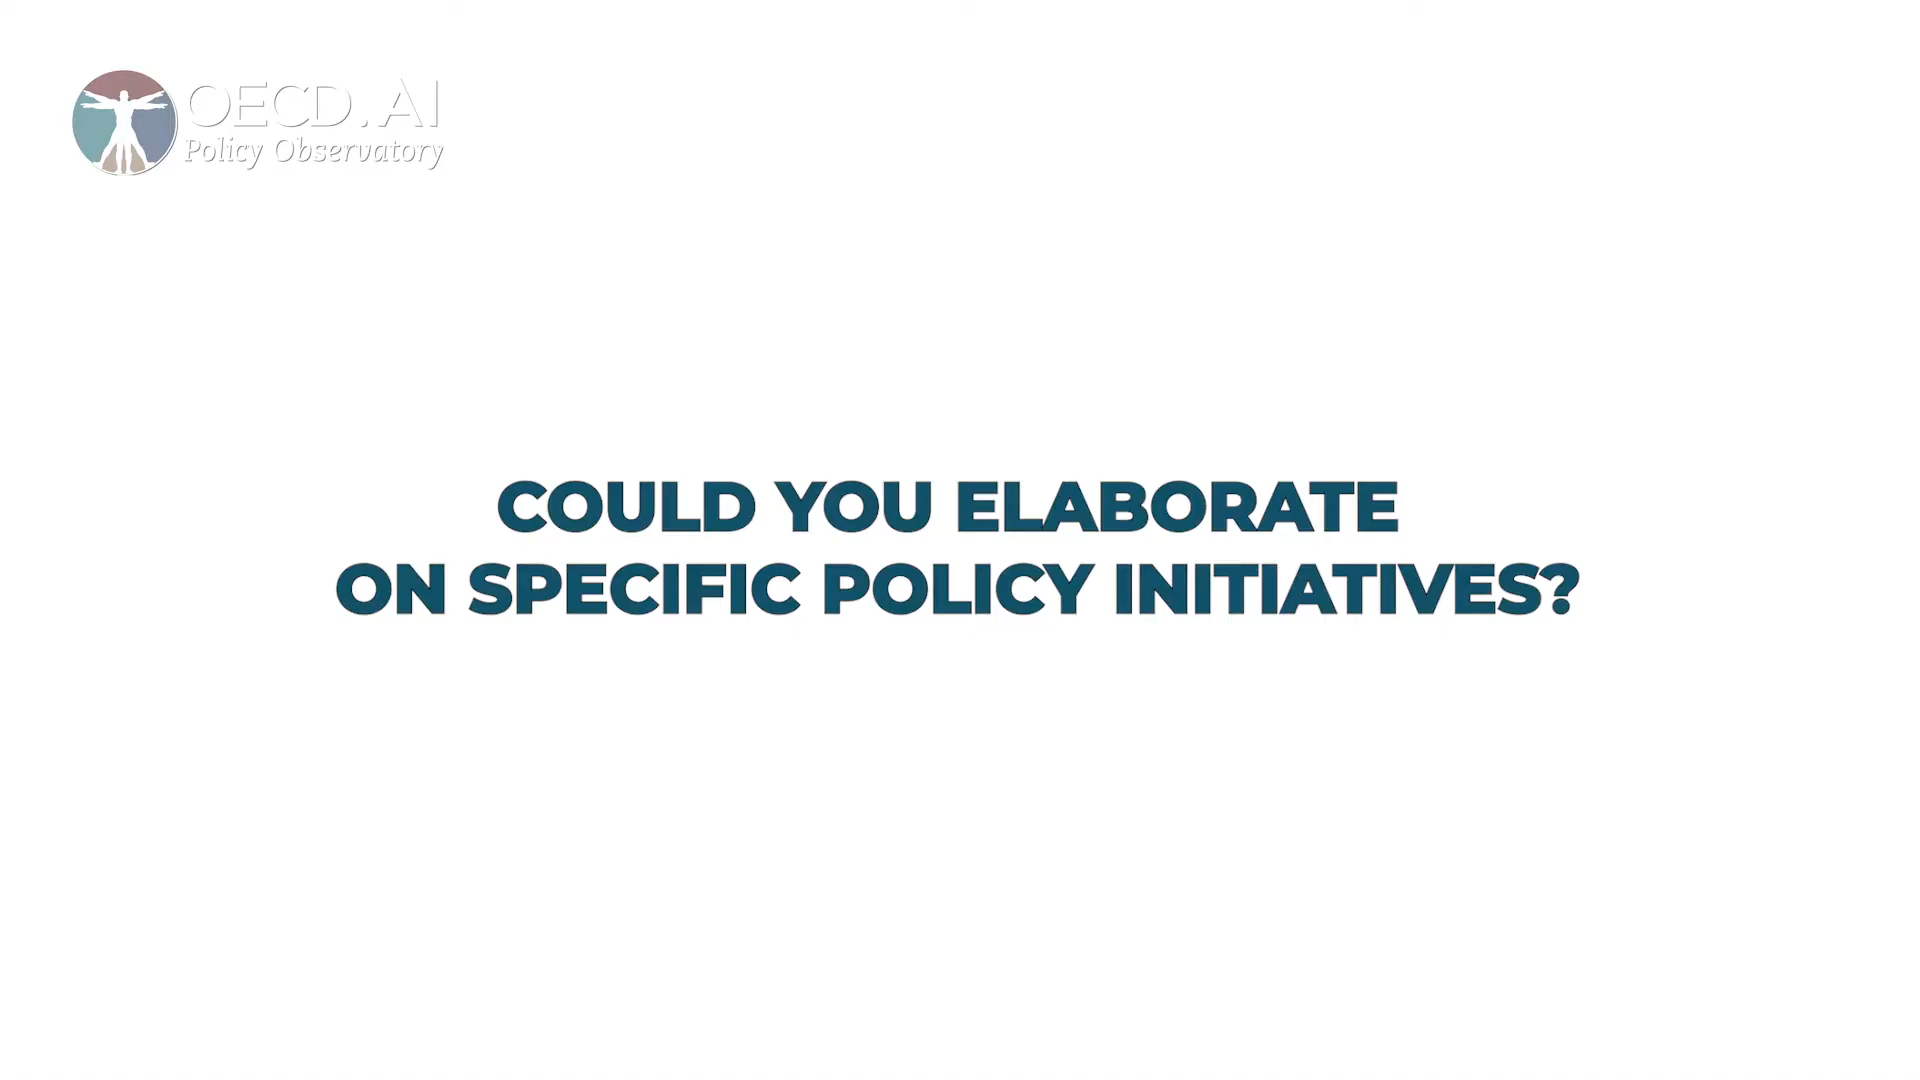 OECD.AI
Policy Observatory
COULD YOU ELABORATE
ON SPECIFIC POLICY INITIATIVES?